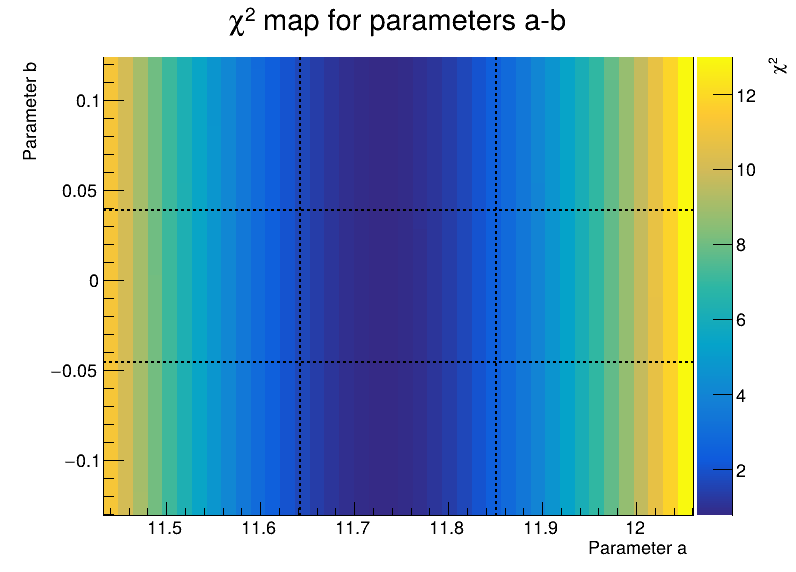 χ² map for parameters a-b
Parameter b
χ²
0.1
0.05
0
−0.05
−0.1
12
10
8
6
4
2
11.5 11.6 11.7 11.8 11.9 12
Parameter a